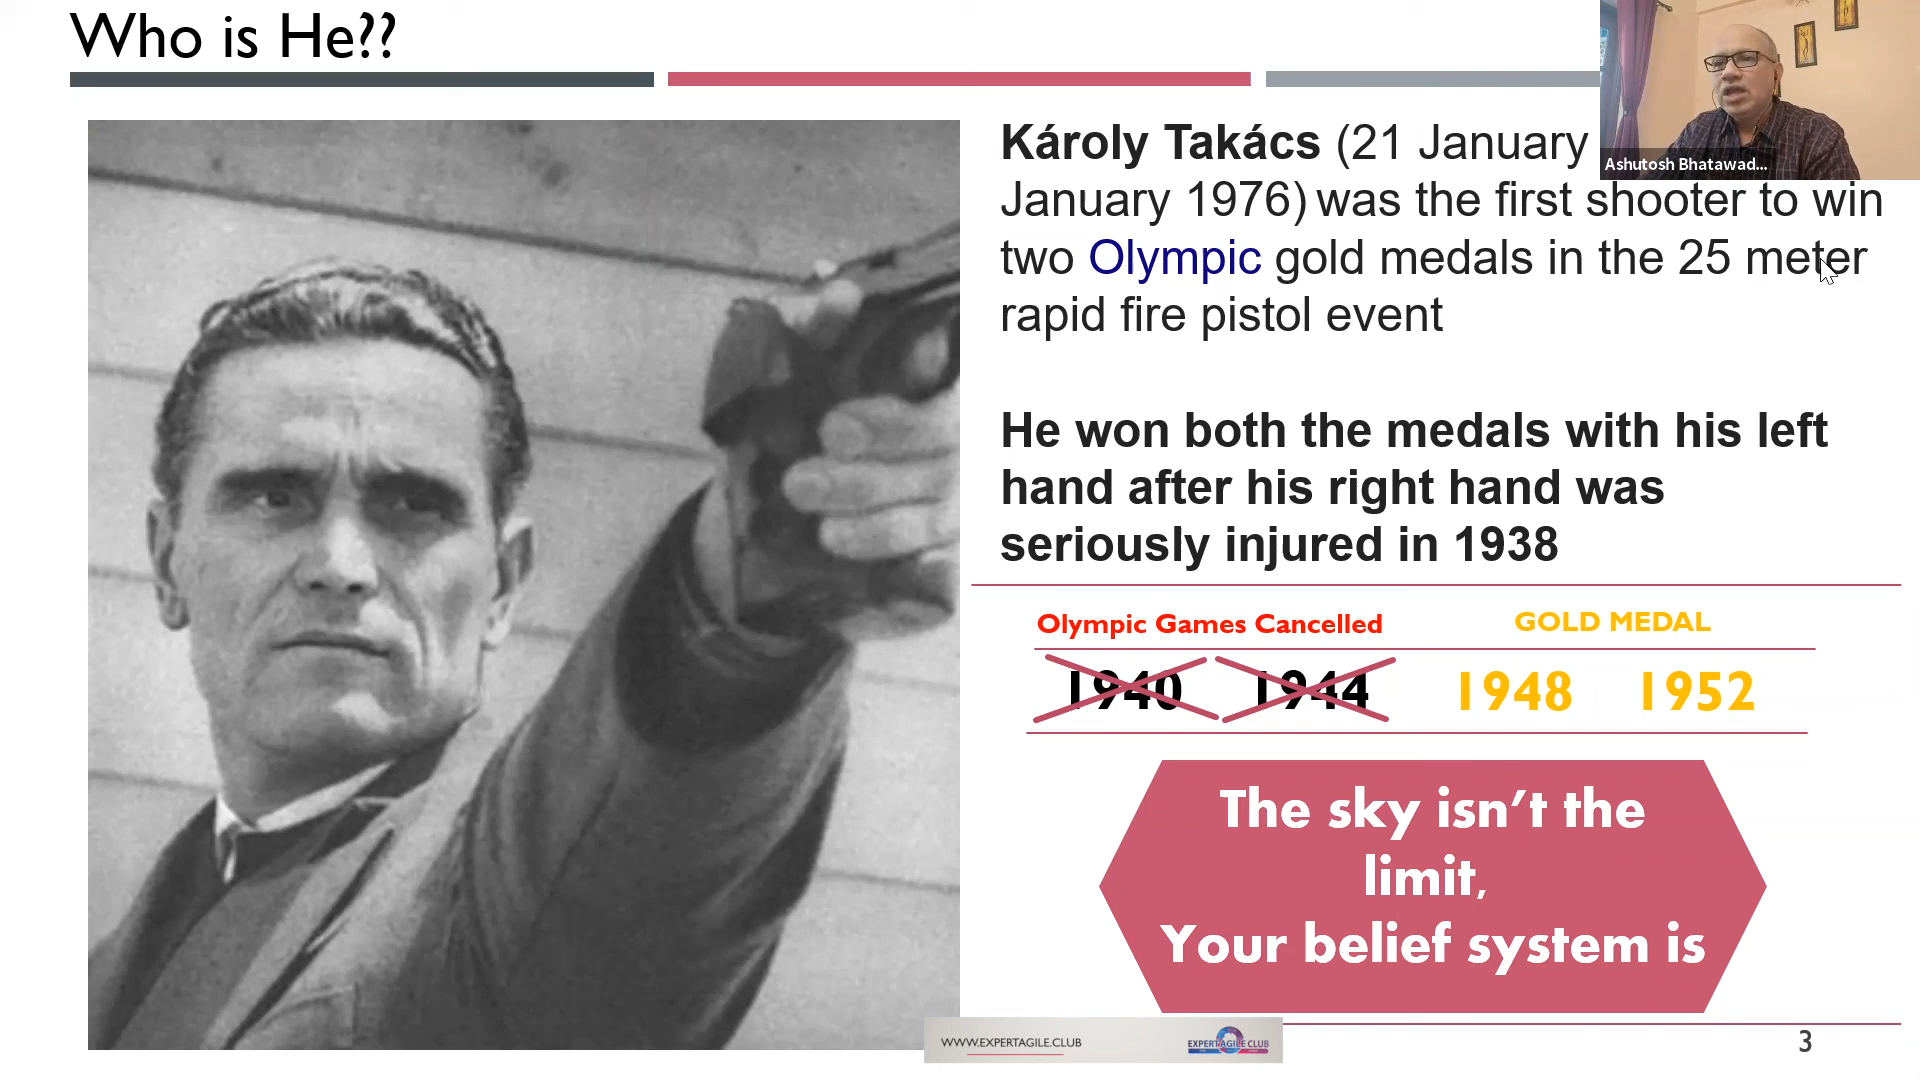 Who is He??
Ashutosh Bhatawad...
Károly Takács (21 January
January 1976) was the first shooter to win
two Olympic gold medals in the 25 meter
rapid fire pistol event
He won both the medals with his left
hand after his right hand was
seriously injured in 1938
Olympic Games Cancelled
GOLD MEDAL
1940 1944 1948 1952
The sky isn’t the
limit,
Your belief system is
WWW.EXPERTAGILE.CLUB
EXPERTAGILE CLUB
3